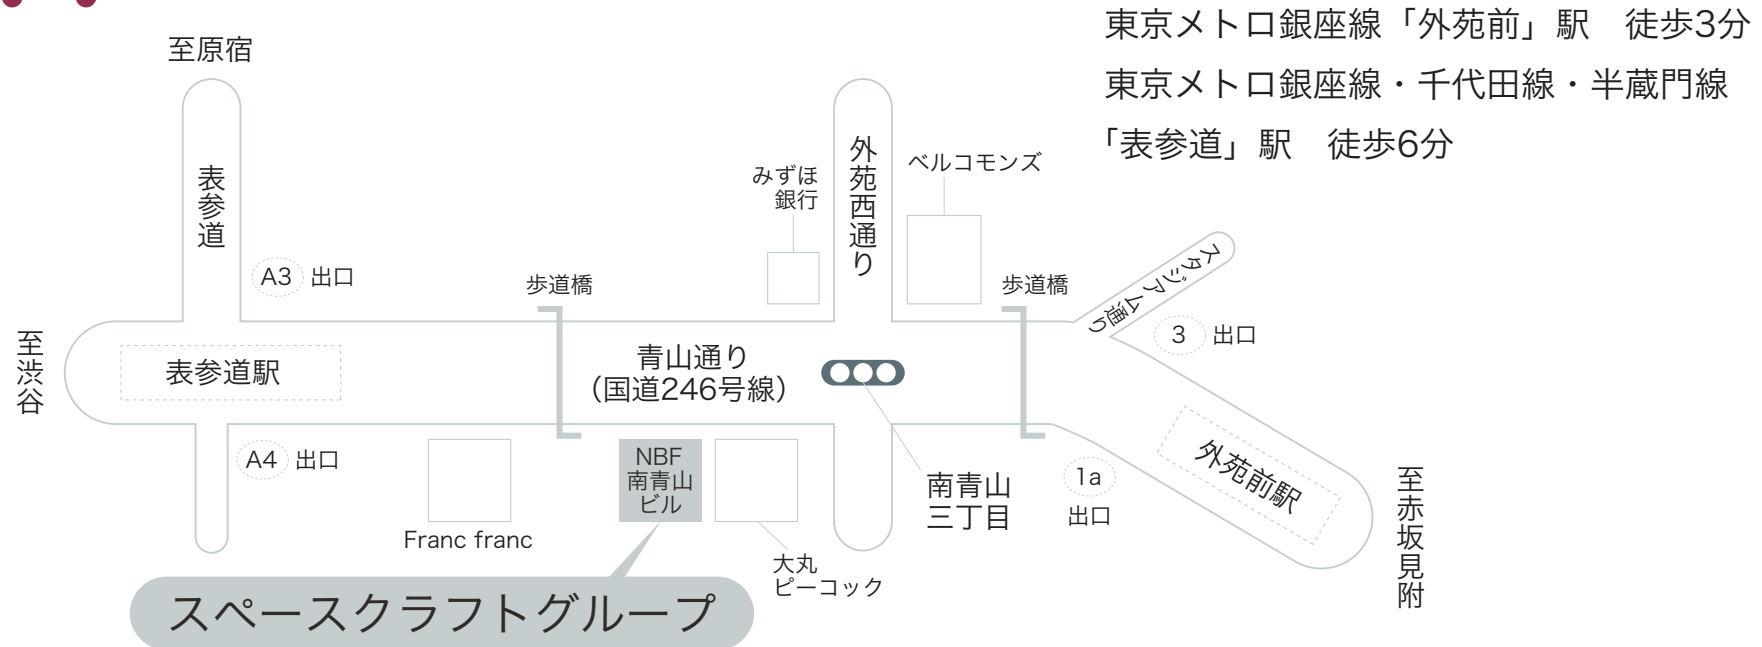 東京メトロ銀座線「外苑前」駅　徒歩3分
東京メトロ銀座線・千代田線・半蔵門線
「表参道」駅　徒歩6分
至原宿
表参道
A3 出口
至渋谷
表参道駅
A4 出口
歩道橋
青山通り
（国道246号線）
みずほ
銀行
外苑西通り
ベルコモンズ
歩道橋
スタジアム通り
3 出口
Franc franc
NBF
南青山
ビル
大丸
ピーコック
南青山
三丁目
1a
出口
外苑前駅
至赤坂見附
スペースクラフトグループ